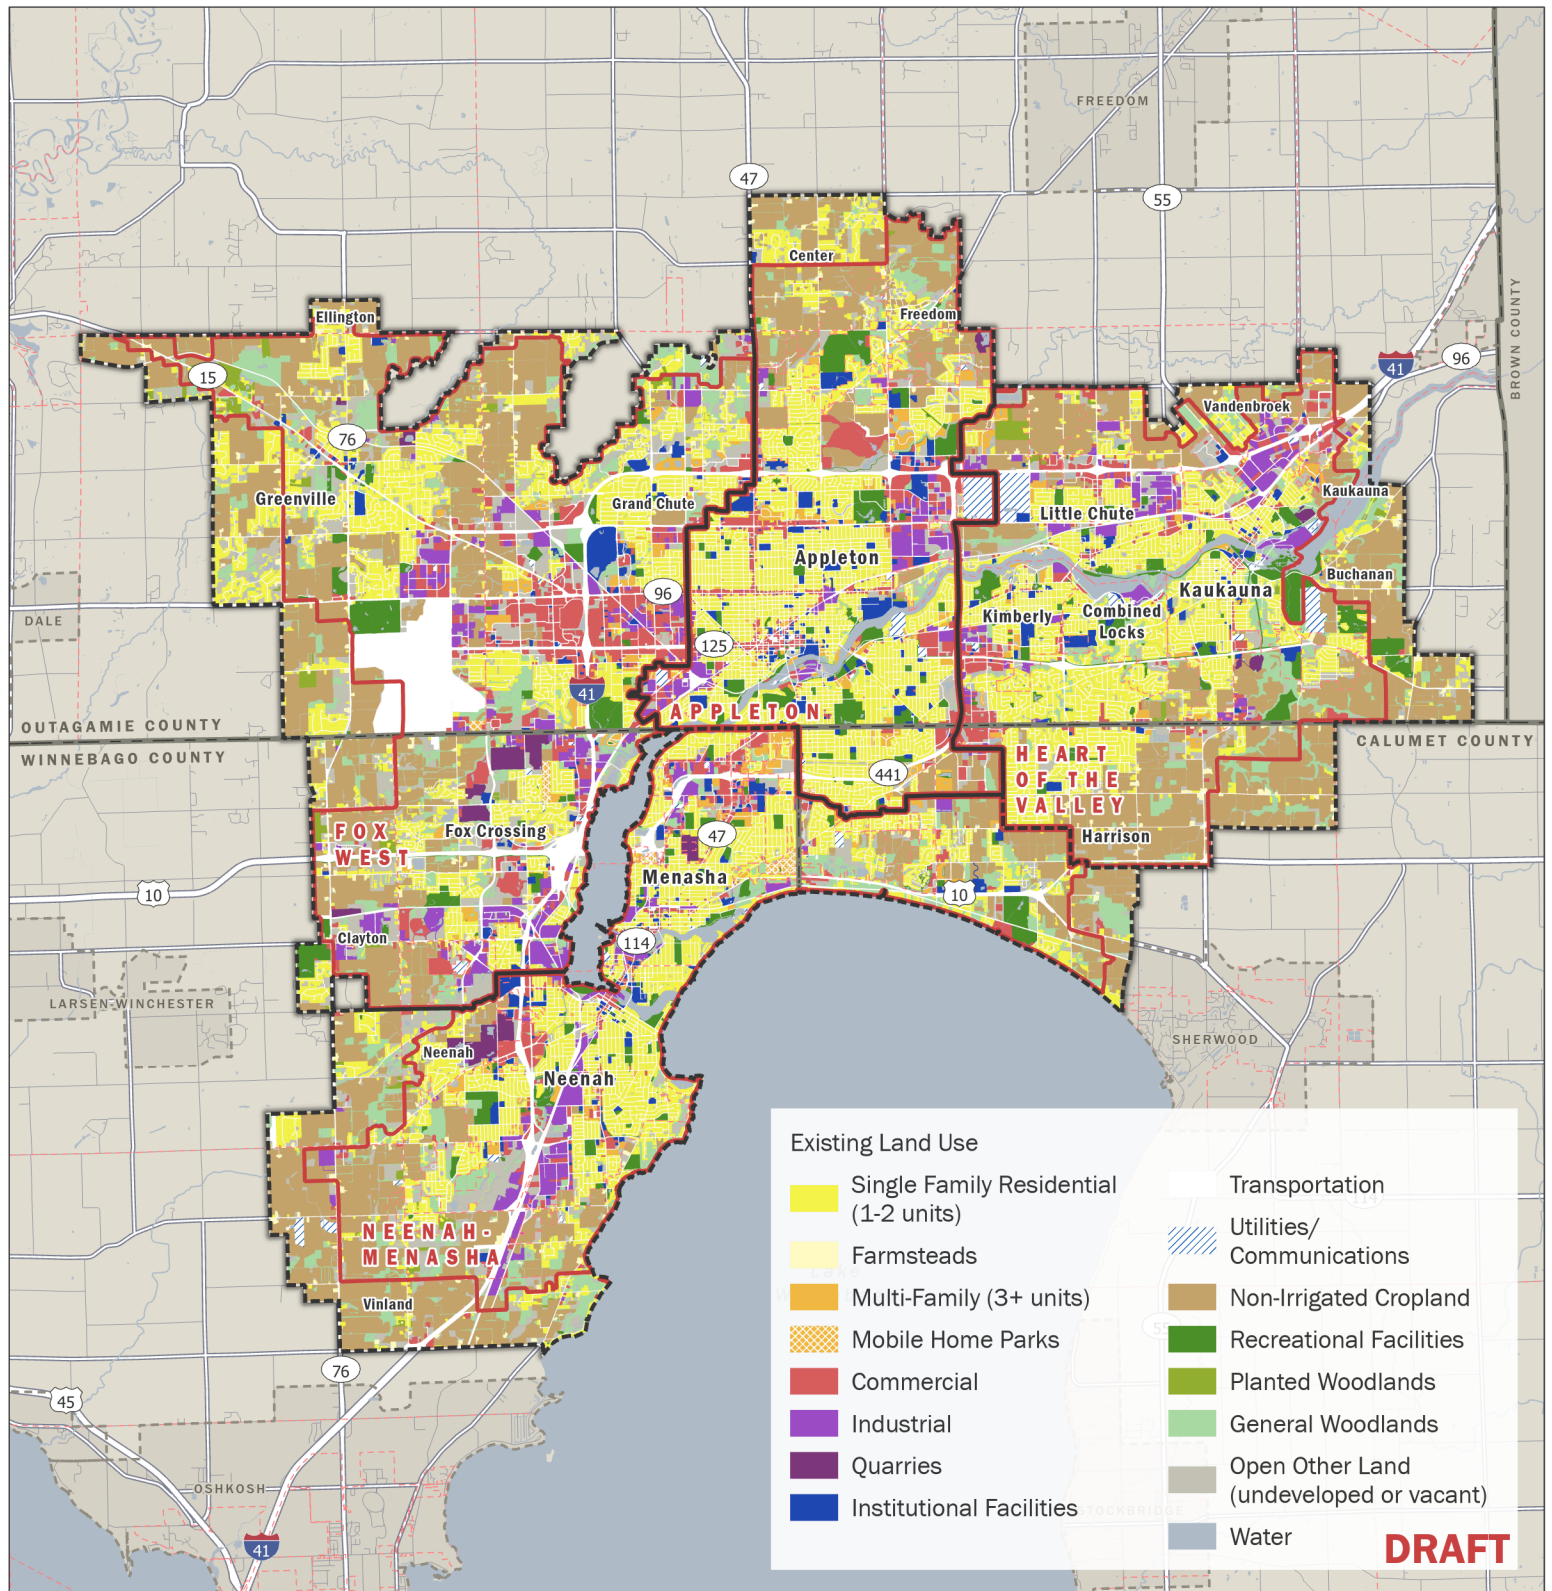 FREEDOM
47
55
Center
Freedom
Ellington
BROWN COUNTY
41
96
15
Vandenbroek
76
Greenville
Grand Chute
Kaukauna
Little Chute
Appleton
Buchanan
96
Kaukauna
DALE
Kimberly
Combined
Locks
125
41
APPLETON
OUTAGAMIE COUNTY
WINNEBAGO COUNTY
CALUMET COUNTY
HEART
OF THE
VALLEY
441
FOX
WEST
Fox Crossing
47
Harrison
Menasha
10
10
Clayton
114
LARSEN-WINCHESTER
SHERWOOD
Neenah
Neenah
NEENAH-
MENASHA
Vinland
76
45
OSHKOSH
41
Existing Land Use
Single Family Residential
(1-2 units)
Farmsteads
Multi-Family (3+ units)
Mobile Home Parks
Commercial
Industrial
Quarries
Institutional Facilities
Transportation
114
Utilities/
Communications
Non-Irrigated Cropland
55
Recreational Facilities
Planted Woodlands
General Woodlands
Open Other Land
(undeveloped or vacant)
STOCKBRIDGE
Water
DRAFT